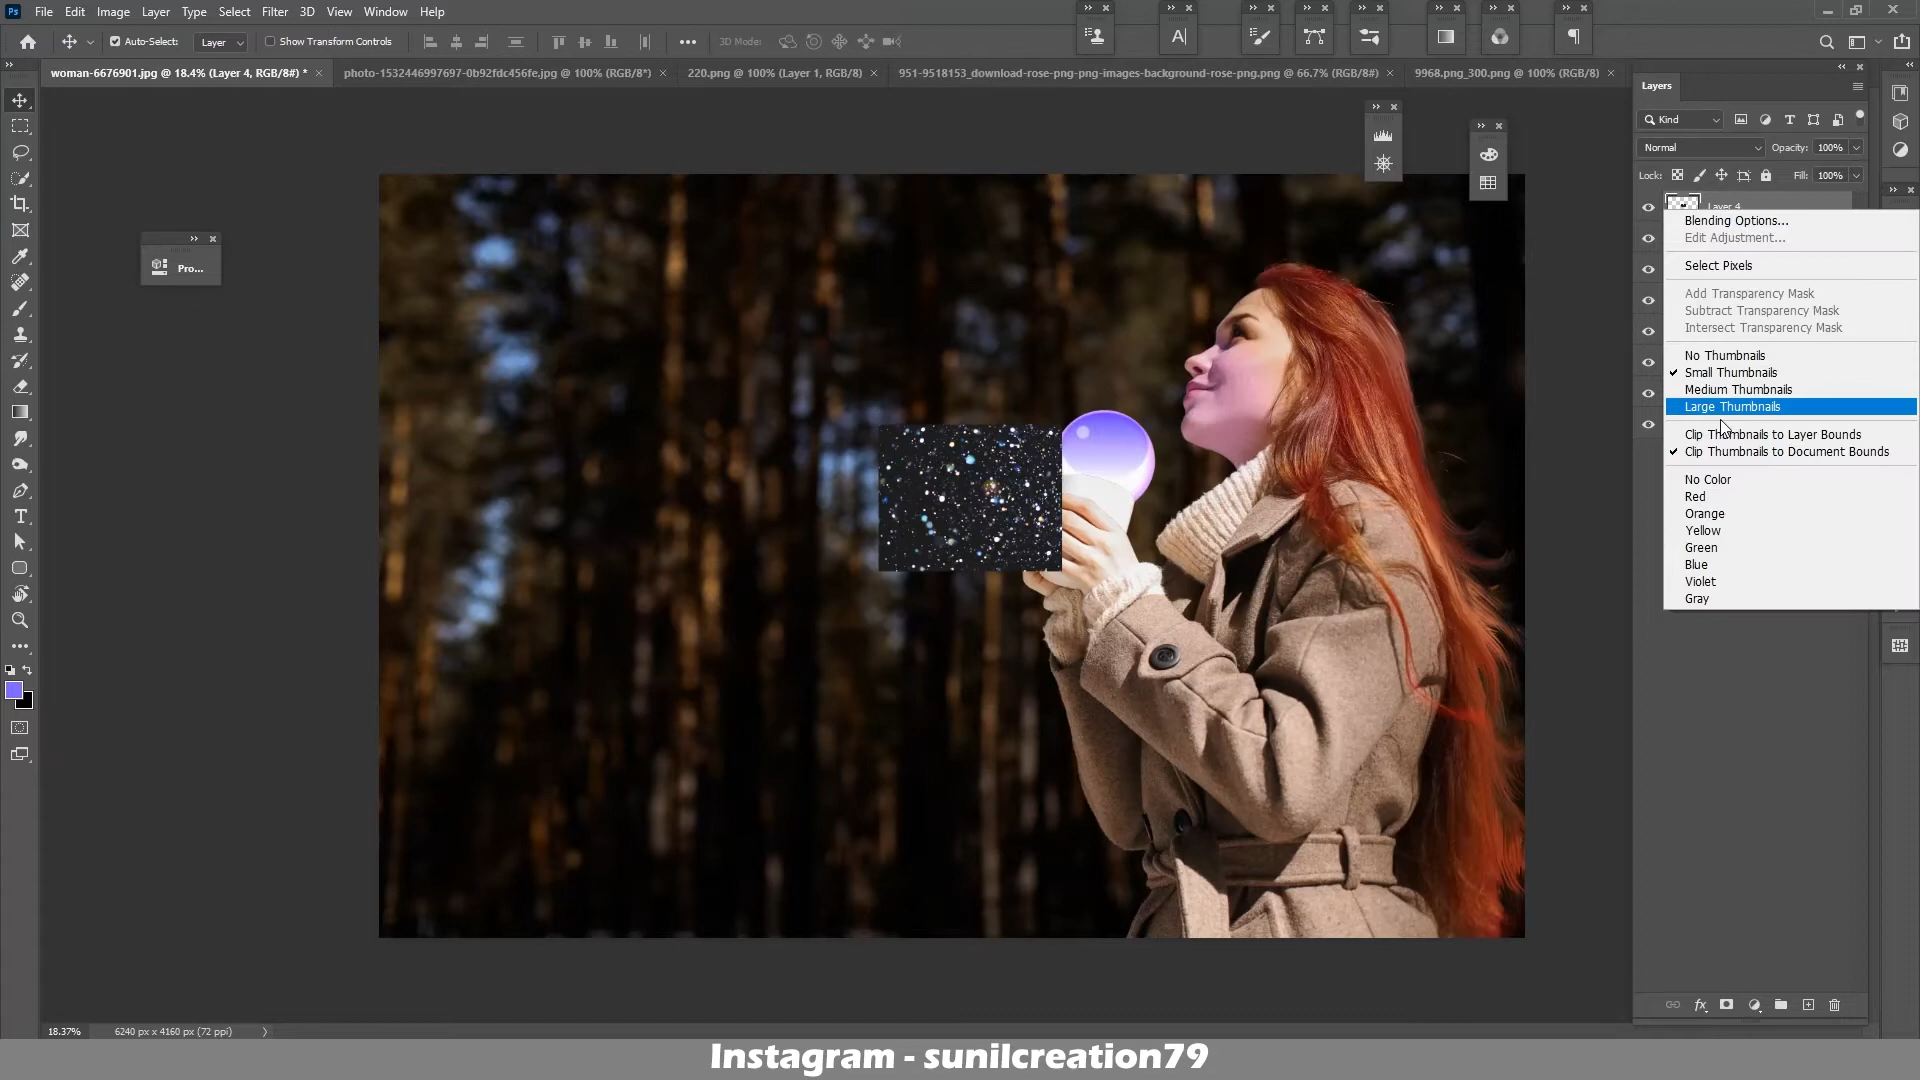 Ps File Edit Image Layer Type Select Filter 3D View Window Help
Auto-Select: Layer Show Transform Controls 3D Mode:
woman-6676901.jpg @ 18.4% (Layer 4, RGB/8#) * photo-1532446997697-0b92fdc456fe.jpg @ 100% (RGB/8*) 220.png @ 100% (Layer 1, RGB/8) 951-9518153_download-rose-png-png-images-background-rose-png.png @ 66.7% (RGB/8#) 9968.png_300.png @ 100% (RGB/8)
Layers
Kind
Normal Opacity: 100%
Lock: Fill: 100%
Layer 4
Pro...
Blending Options...
Edit Adjustment...
Select Pixels
Add Transparency Mask
Subtract Transparency Mask
Intersect Transparency Mask
No Thumbnails
Small Thumbnails
Medium Thumbnails
Large Thumbnails
Clip Thumbnails to Layer Bounds
Clip Thumbnails to Document Bounds
No Color
Red
Orange
Yellow
Green
Blue
Violet
Gray
18.37% 6240 px x 4160 px (72 ppi)
Instagram - sunilcreation79